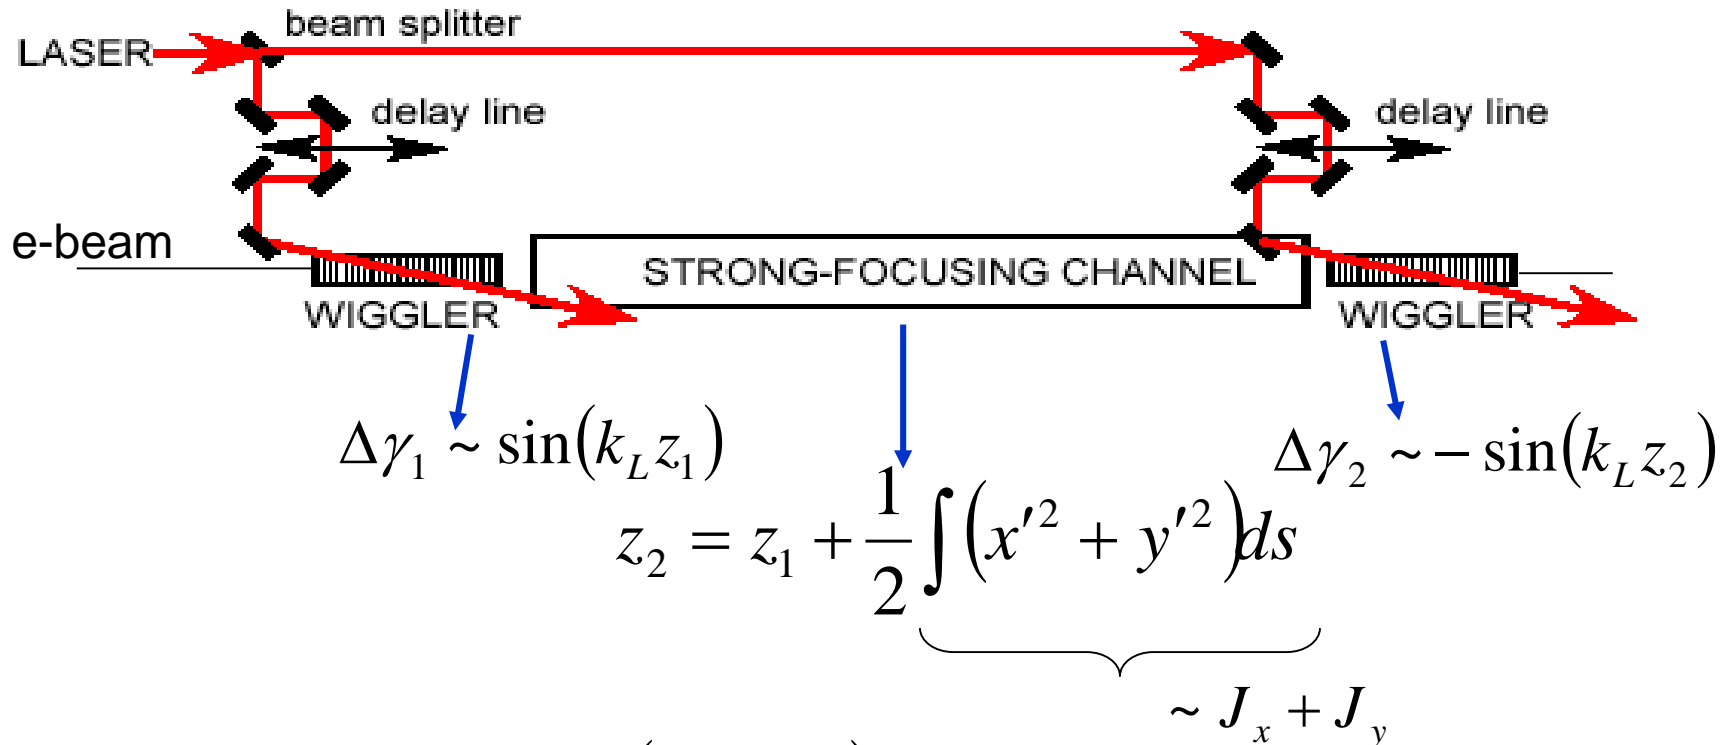 beam splitter
LASER
delay line
delay line
e-beam
STRONG-FOCUSING CHANNEL
WIGGLER
WIGGLER
Δγ₁ ~ sin(k_L z₁)
Δγ₂ ~ − sin(k_L z₂)
z₂ = z₁ + 1/2 ∫(x′² + y′²)ds
~ J_x + J_y